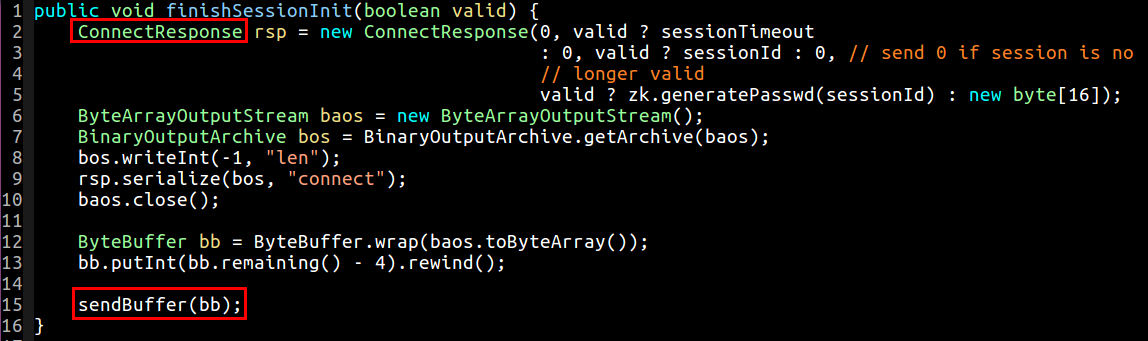 1 public void finishSessionInit(boolean valid) {
2     ConnectResponse rsp = new ConnectResponse(0, valid ? sessionTimeout
3                                               : 0, valid ? sessionId : 0, // send 0 if session is no
4                                               // longer valid
5                                               valid ? zk.generatePasswd(sessionId) : new byte[16]);
6     ByteArrayOutputStream baos = new ByteArrayOutputStream();
7     BinaryOutputArchive bos = BinaryOutputArchive.getArchive(baos);
8     bos.writeInt(-1, "len");
9     rsp.serialize(bos, "connect");
10     baos.close();
11
12     ByteBuffer bb = ByteBuffer.wrap(baos.toByteArray());
13     bb.putInt(bb.remaining() - 4).rewind();
14
15     sendBuffer(bb);
16 }